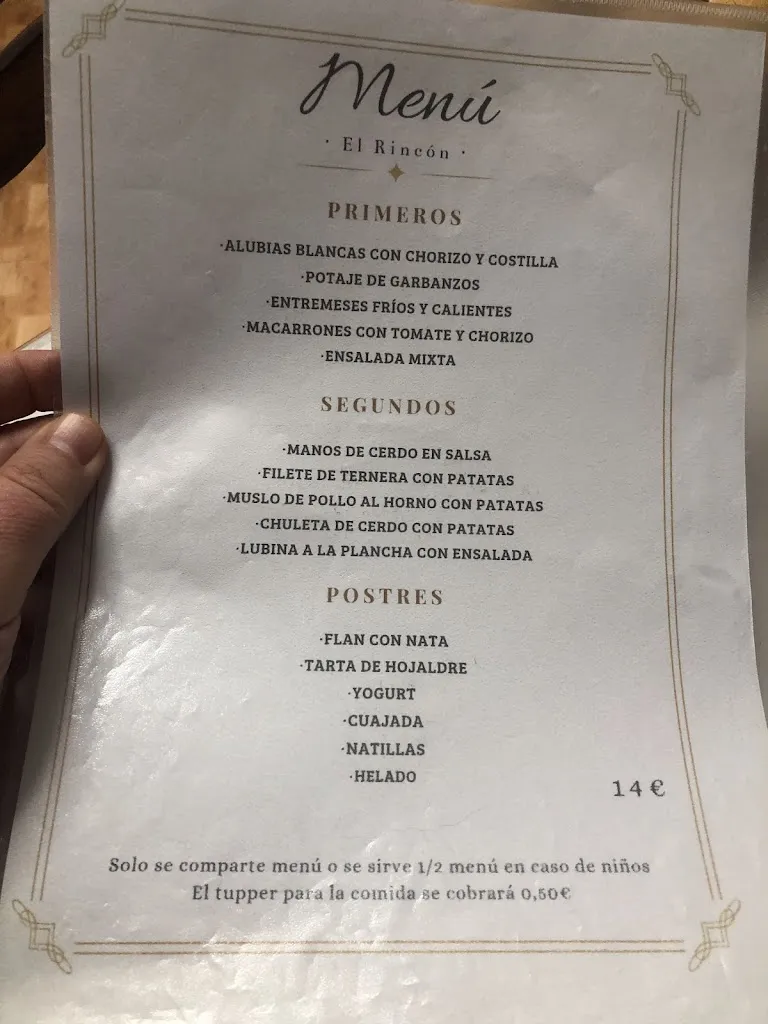 Menú
· El Rincón ·
PRIMEROS
·ALUBIAS BLANCAS CON CHORIZO Y COSTILLA
·POTAJE DE GARBANZOS
·ENTREMESES FRÍOS Y CALIENTES
·MACARRONES CON TOMATE Y CHORIZO
·ENSALADA MIXTA
SEGUNDOS
·MANOS DE CERDO EN SALSA
·FILETE DE TERNERA CON PATATAS
·MUSLO DE POLLO AL HORNO CON PATATAS
·CHULETA DE CERDO CON PATATAS
·LUBINA A LA PLANCHA CON ENSALADA
POSTRES
·FLAN CON NATA
·TARTA DE HOJALDRE
·YOGURT
·CUAJADA
·NATILLAS
·HELADO
14€
Solo se comparte menú o se sirve 1/2 menú en caso de niños
El tupper para la comida se cobrará 0,50€